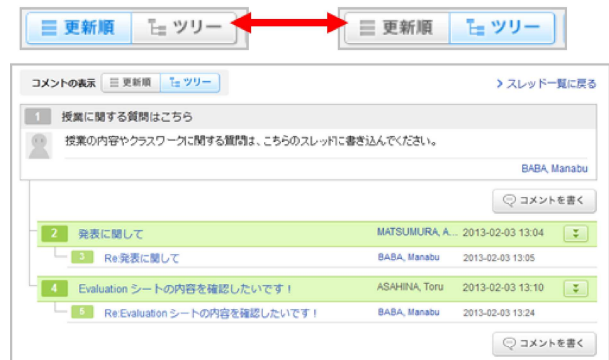 更新順 ツリー 更新順 ツリー
コメントの表示 更新順 ツリー > スレッド一覧に戻る
1 授業に関する質問はこちら
授業の内容やクラスワークに関する質問は、こちらのスレッドに書き込んでください。
BABA, Manabu
コメントを書く
2 発表に関して MATSUMURA, A... 2013-02-03 13:04
3 Re:発表に関して BABA, Manabu 2013-02-03 13:05
4 Evaluation シートの内容を確認したいです！ ASAHINA, Toru 2013-02-03 13:10
5 Re:Evaluation シートの内容を確認したいです！ BABA, Manabu 2013-02-03 13:24
コメントを書く